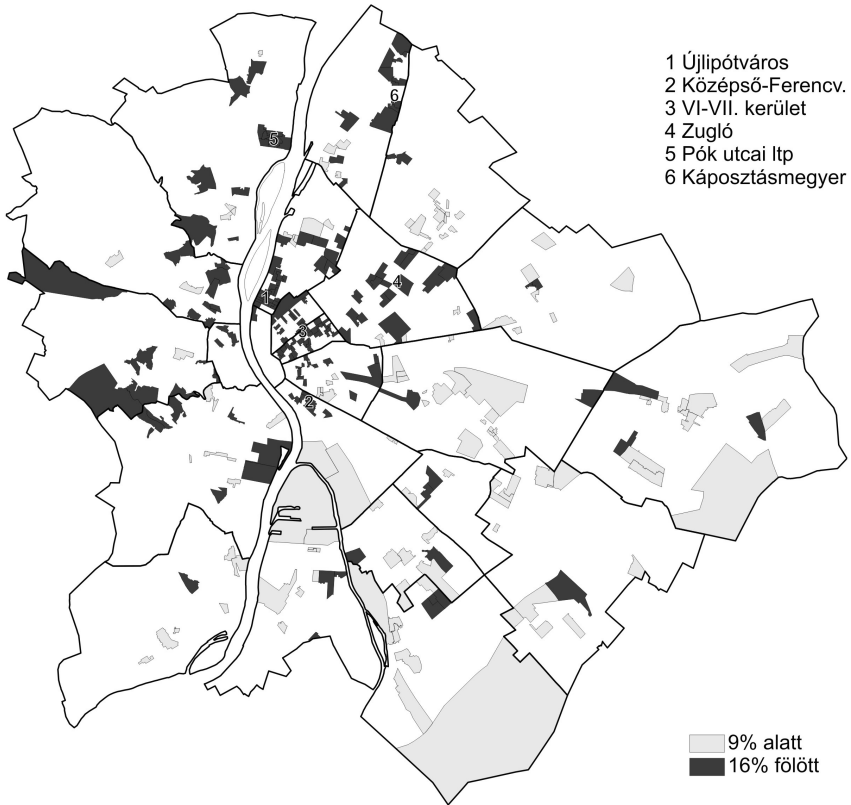 1 Újlipótváros
2 Középső-Ferencv.
3 VI-VII. kerület
4 Zugló
5 Pók utcai ltp
6 Káposztásmegyer
6
5
4
1
3
2
9% alatt
16% fölött